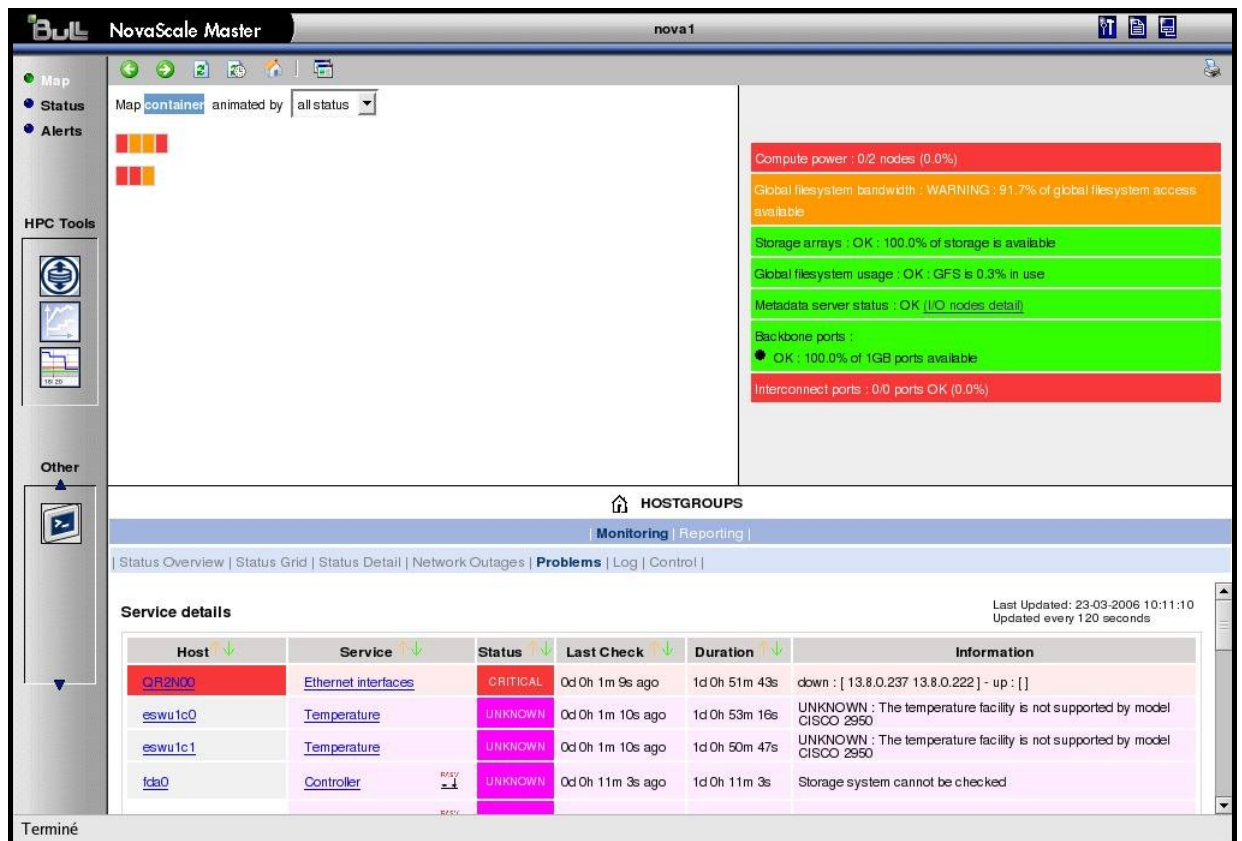 Bull NovaScale Master nova1
Map
Status
Alerts
HPC Tools
18 20
Other
Map container animated by all status
Compute power : 0/2 nodes (0.0%)
Global filesystem bandwidth : WARNING : 91.7% of global filesystem access
available
Storage arrays : OK : 100.0% of storage is available
Global filesystem usage : OK : GFS is 0.3% in use
Metadata server status : OK (I/O nodes detail)
Backbone ports :
OK : 100.0% of 1GB ports available
Interconnect ports : 0/0 ports OK (0.0%)
HOSTGROUPS
| Monitoring | Reporting |
| Status Overview | Status Grid | Status Detail | Network Outages | Problems | Log | Control |
Service details
Last Updated: 23-03-2006 10:11:10
Updated every 120 seconds
Host Service Status Last Check Duration Information
QR2N00 Ethernet interfaces CRITICAL 0d 0h 1m 9s ago 1d 0h 51m 43s down : [ 13.8.0.237 13.8.0.222 ] - up : [ ]
eswu1c0 Temperature UNKNOWN 0d 0h 1m 10s ago 1d 0h 53m 16s UNKNOWN : The temperature facility is not supported by model
CISCO 2950
eswu1c1 Temperature UNKNOWN 0d 0h 1m 10s ago 1d 0h 50m 47s UNKNOWN : The temperature facility is not supported by model
CISCO 2950
fda0 Controller UNKNOWN 0d 0h 11m 3s ago 1d 0h 11m 3s Storage system cannot be checked
Terminé